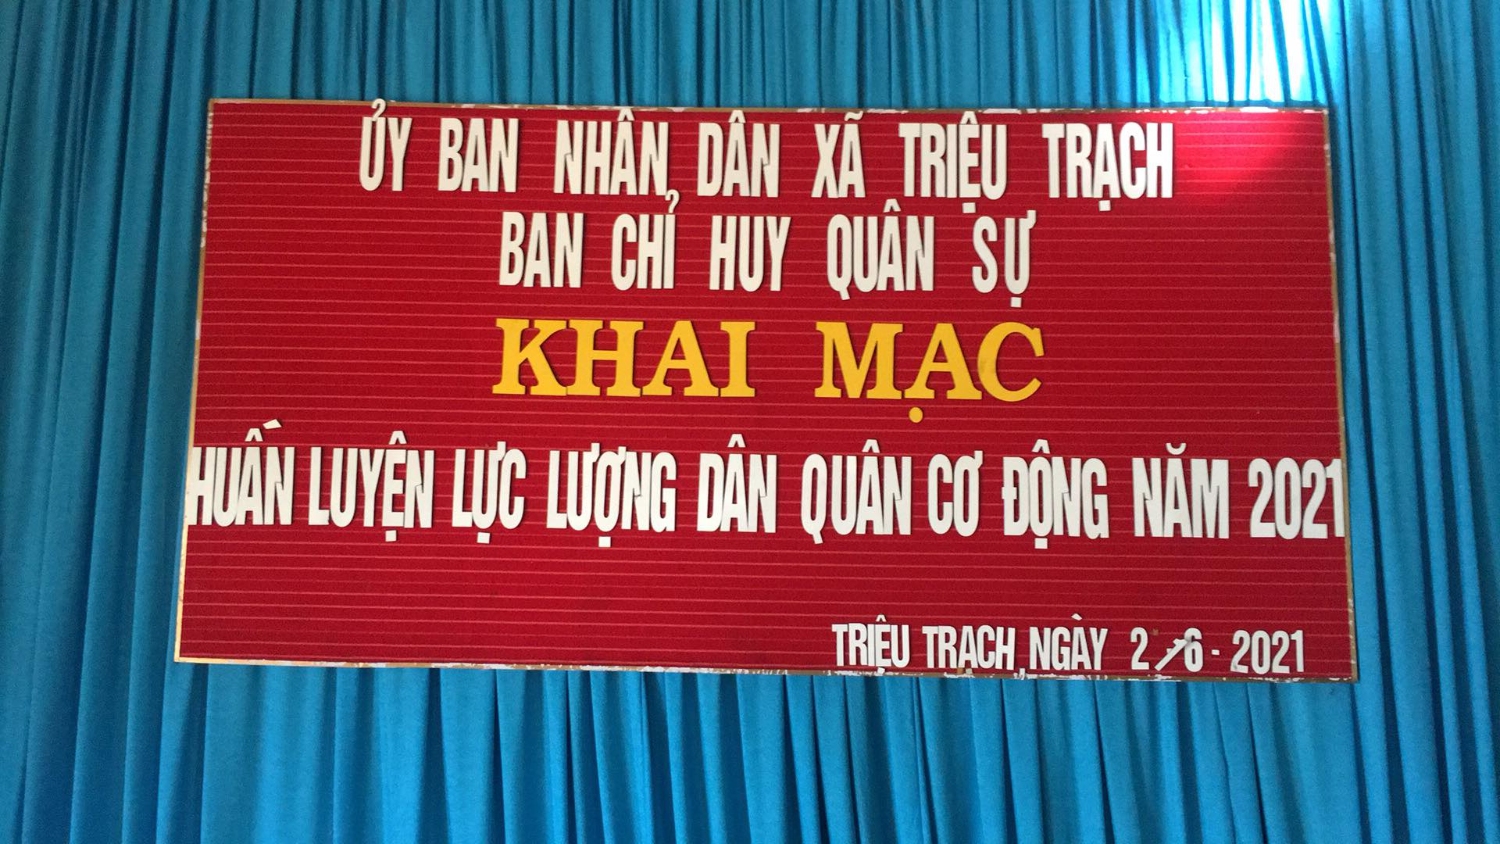 ỦY BAN NHÂN DÂN XÃ TRIỆU TRẠCH
BAN CHỈ HUY QUÂN SỰ
KHAI MẠC
HUẤN LUYỆN LỰC LƯỢNG DÂN QUÂN CƠ ĐỘNG NĂM 2021
TRIỆU TRẠCH, NGÀY 2-6-2021